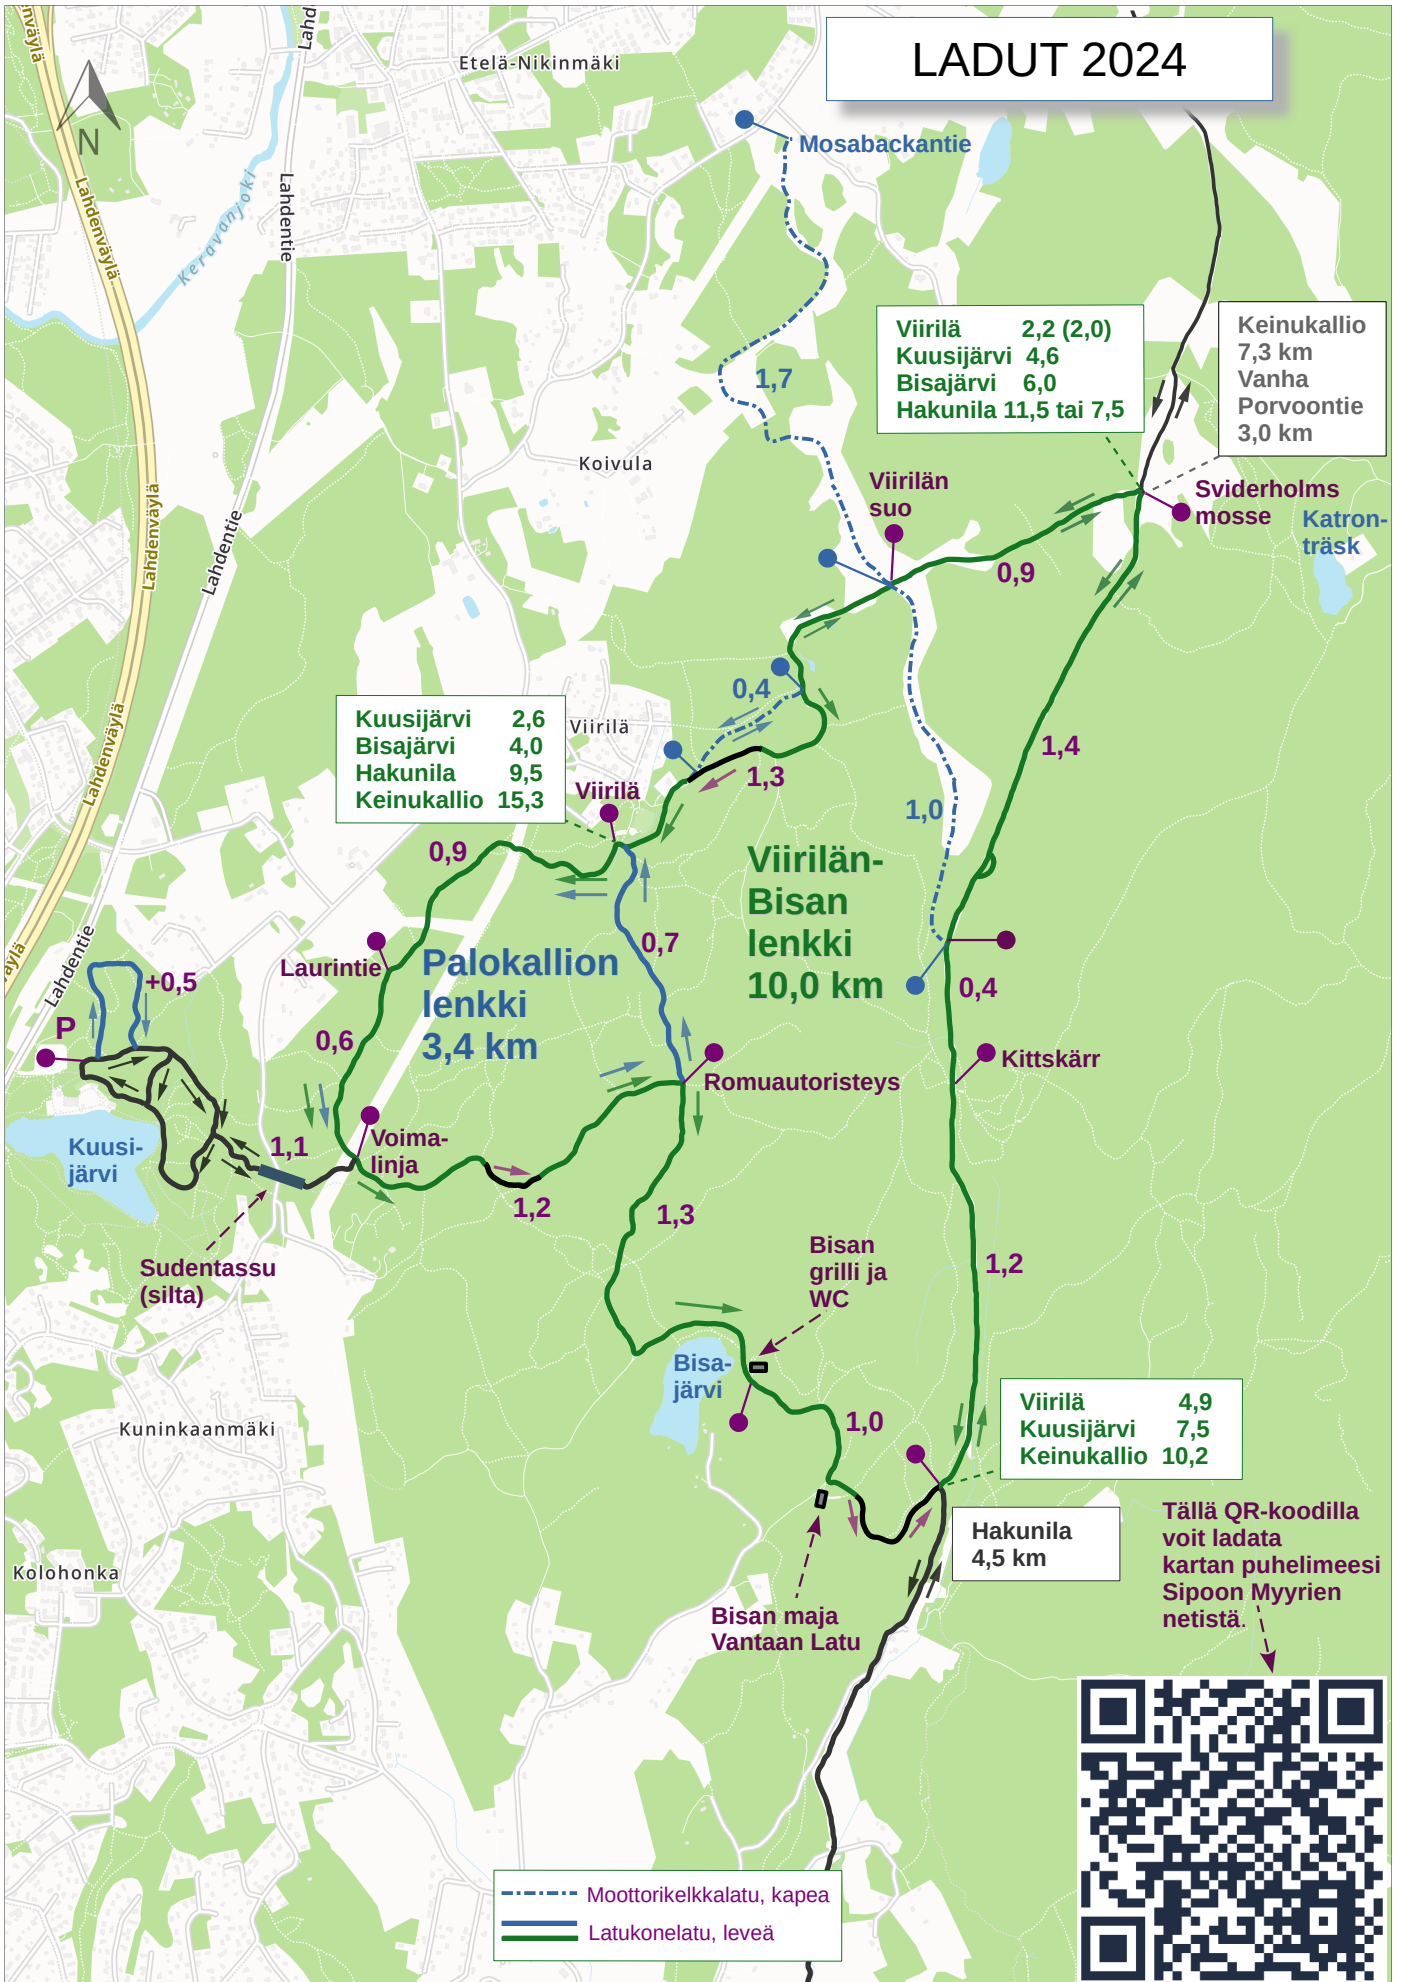 LADUT 2024
Etelä-Nikinmäki
Lahdenväylä
Lahdentie
Keravanjoki
N
Mosabackantie
1,7
Viirilä 2,2 (2,0)
Kuusijärvi 4,6
Bisajärvi 6,0
Hakunila 11,5 tai 7,5
Keinukallio
7,3 km
Vanha
Porvoontie
3,0 km
Lahdenväylä
Lahdentie
Koivula
Viirilän
suo
Sviderholms
mosse
Katron-
träsk
0,9
0,4
Kuusijärvi 2,6
Bisajärvi 4,0
Hakunila 9,5
Keinukallio 15,3
Viirilä
Viirilä
1,3
1,4
1,0
Lahdenväylä
0,9
Viirilän-
Bisan
lenkki
10,0 km
Palokallion
lenkki
3,4 km
0,7
Laurintie
Lahdentie
väylä
+0,5
P
0,6
0,4
Kittskärr
Romuautoristeys
Kuusi-
järvi
1,1
Voima-
linja
1,2
1,3
Sudentassu
(silta)
Bisan
grilli ja
WC
1,2
Bisa-
järvi
1,0
Viirilä 4,9
Kuusijärvi 7,5
Keinukallio 10,2
Kuninkaanmäki
Hakunila
4,5 km
Tällä QR-koodilla
voit ladata
kartan puhelimeesi
Sipoon Myyrien
netistä.
Kolohonka
Bisan maja
Vantaan Latu
Moottorikelkkalatu, kapea
Latukonelatu, leveä